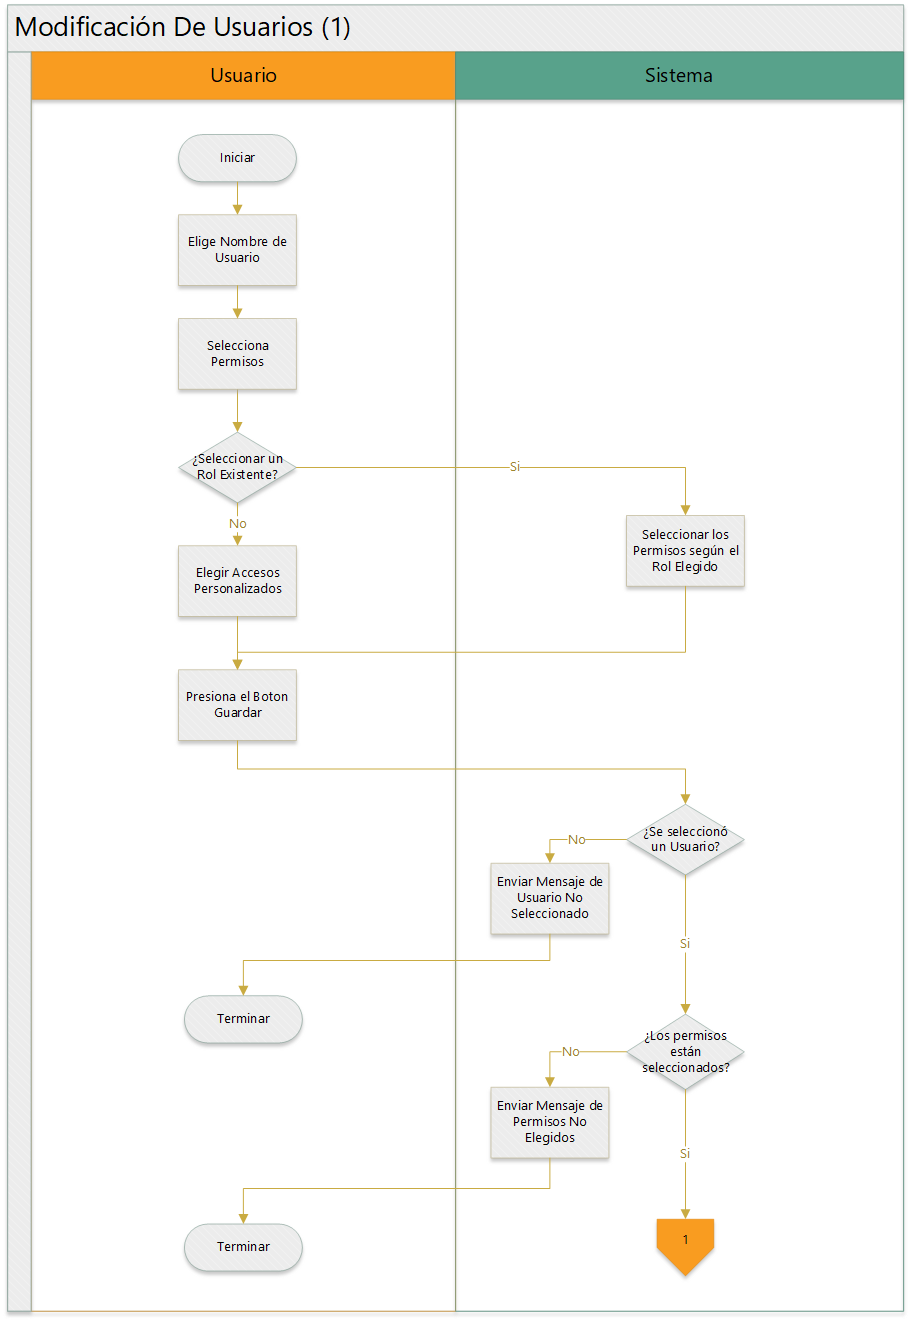 Modificación De Usuarios (1)
Usuario
Sistema
Iniciar
Elige Nombre de
Usuario
Selecciona
Permisos
¿Seleccionar un
Rol Existente?
Si
No
Elegir Accesos
Personalizados
Seleccionar los
Permisos según el
Rol Elegido
Presiona el Boton
Guardar
¿Se seleccionó
un Usuario?
No
Enviar Mensaje de
Usuario No
Seleccionado
Si
Terminar
¿Los permisos
están
seleccionados?
No
Enviar Mensaje de
Permisos No
Elegidos
Si
Terminar
1